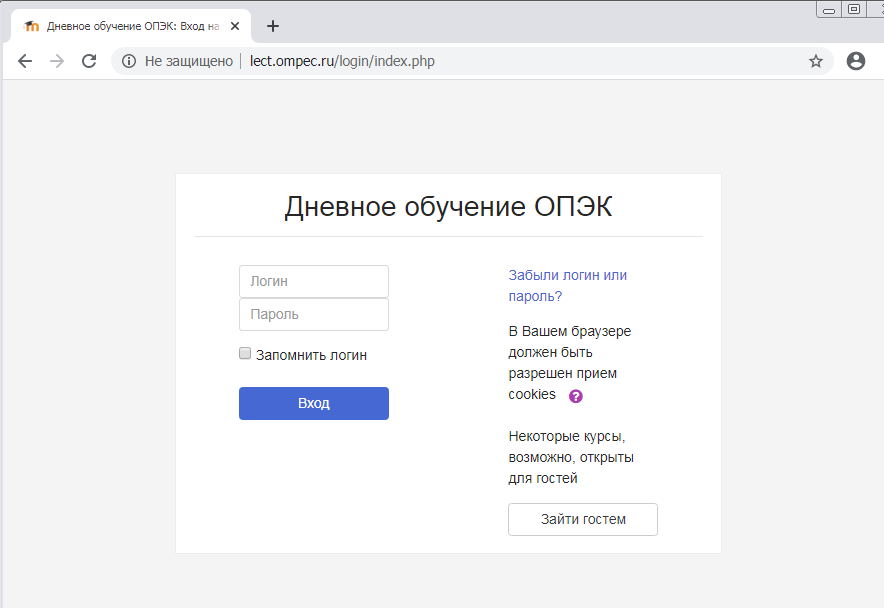 Дневное обучение ОПЭК: Вход на
Не защищено
lect.ompec.ru/login/index.php
Дневное обучение ОПЭК
Логин
Пароль
Запомнить логин
Вход
Забыли логин или
пароль?
В Вашем браузере
должен быть
разрешен прием
cookies ?
Некоторые курсы,
возможно, открыты
для гостей
Зайти гостем